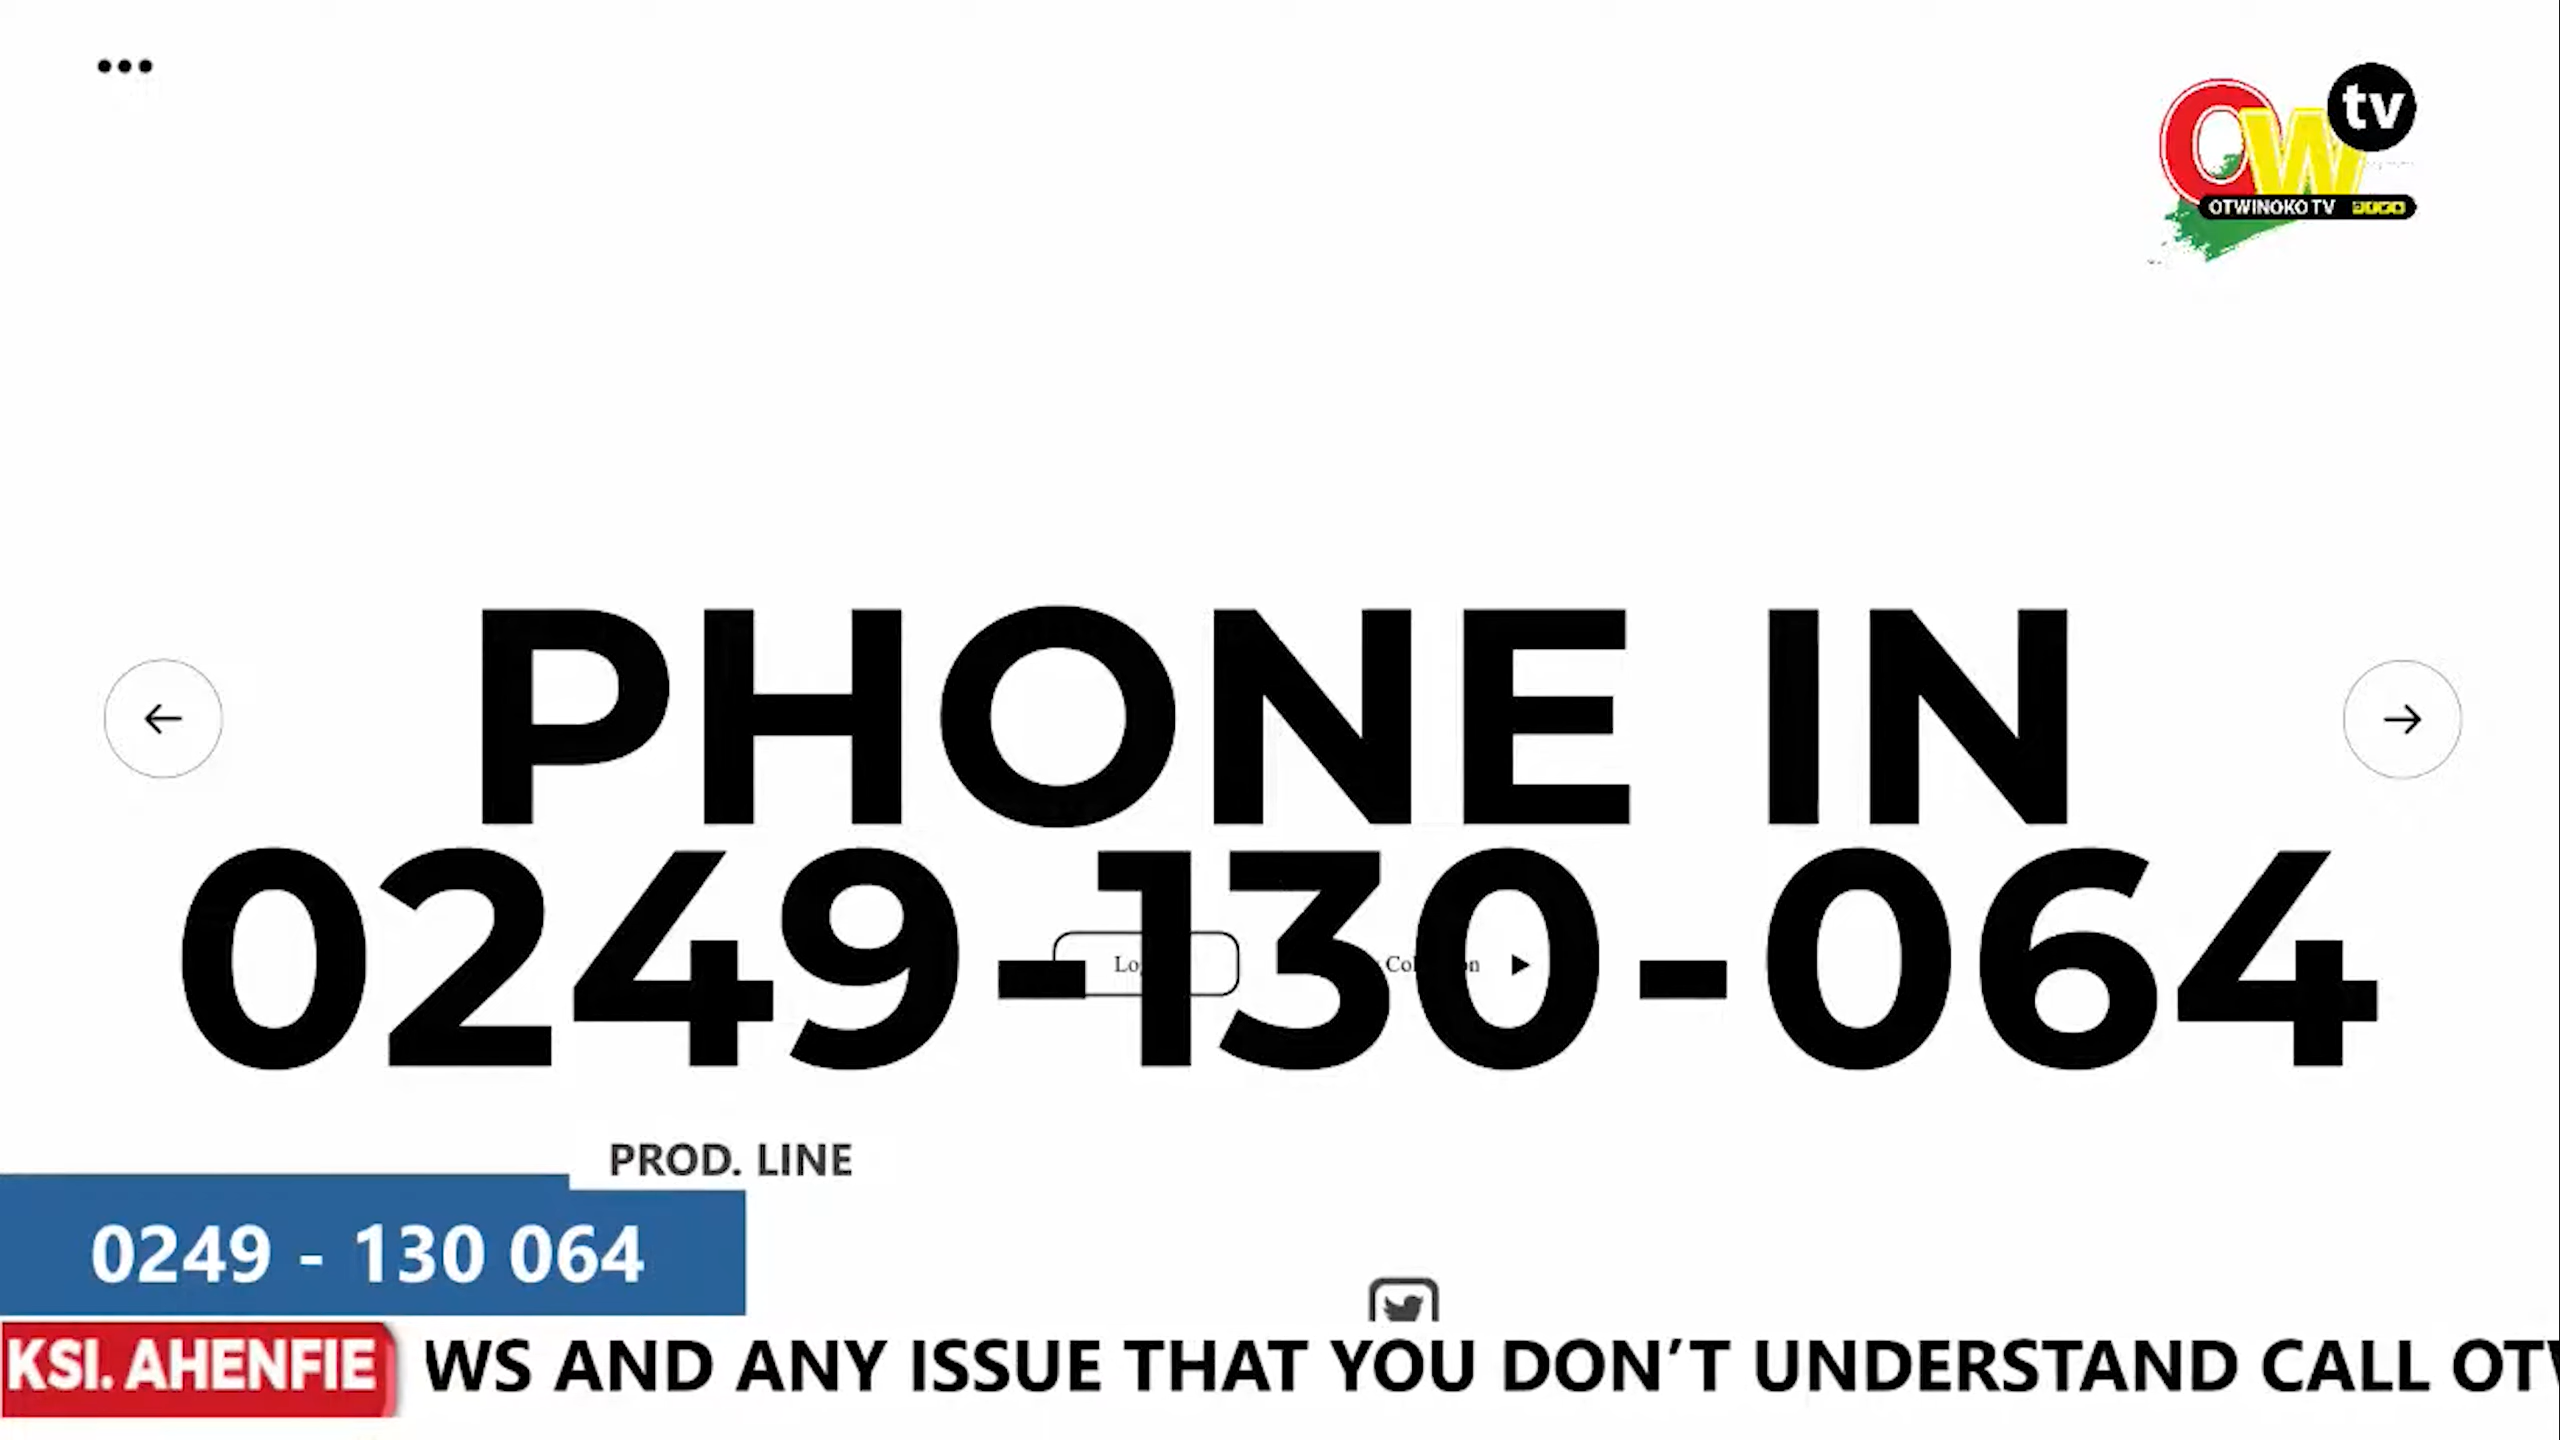 tv
OW
OTWINOKO TV
PHONE IN
0249-130-064
PROD. LINE
0249 - 130 064
KSI. AHENFIE
WS AND ANY ISSUE THAT YOU DON'T UNDERSTAND CALL